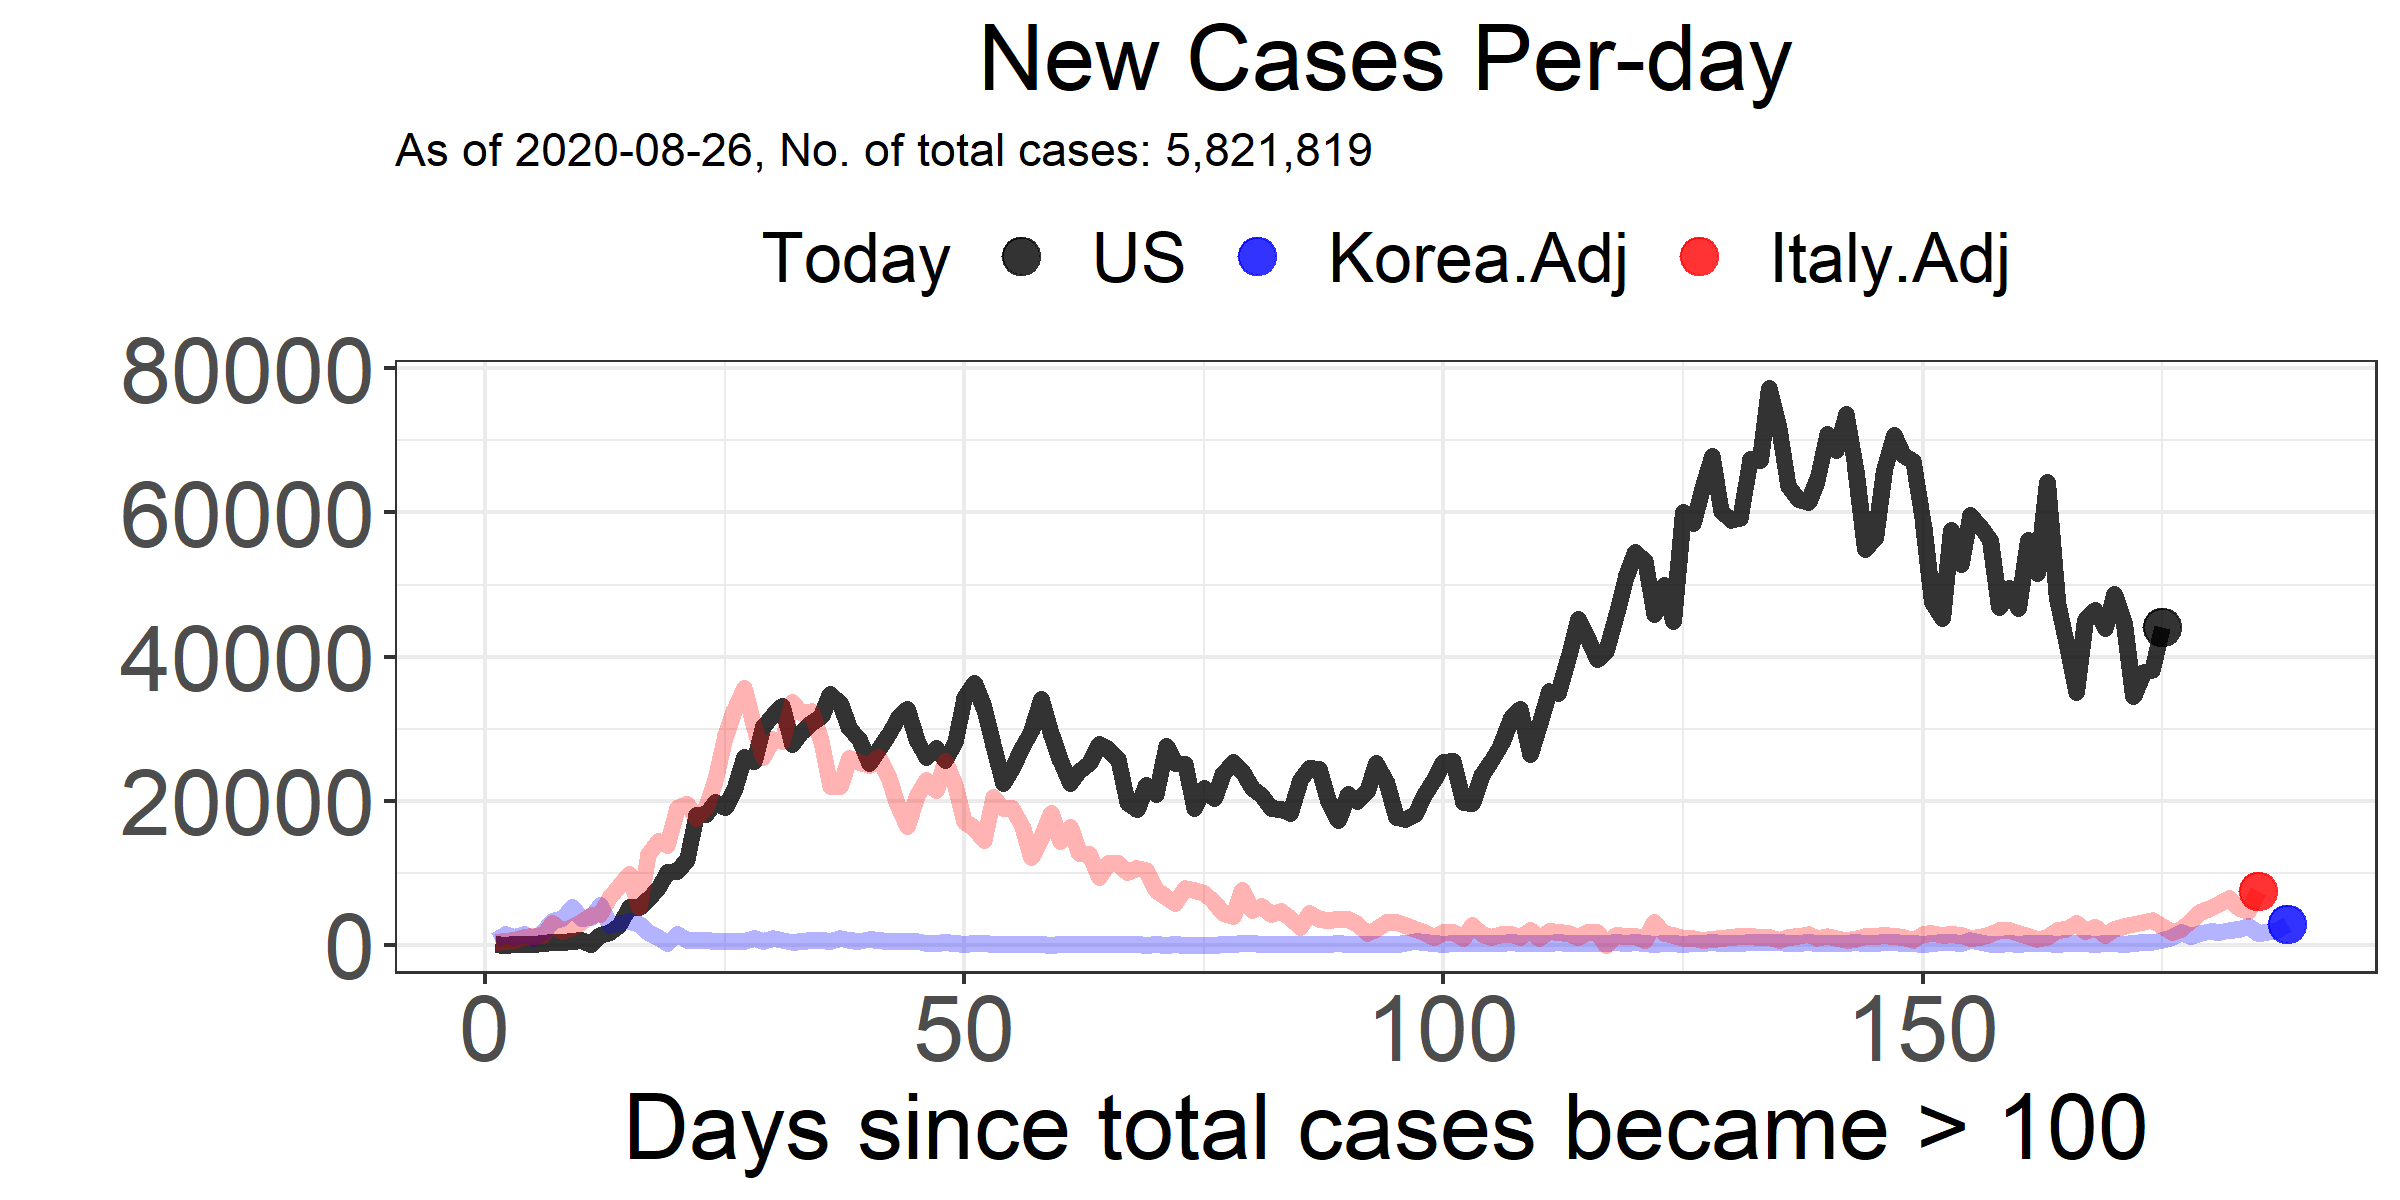 New Cases Per-day
As of 2020-08-26, No. of total cases: 5,821,819
Today US Korea.Adj Italy.Adj
80000
60000
40000
20000
0
0 50 100 150
Days since total cases became > 100